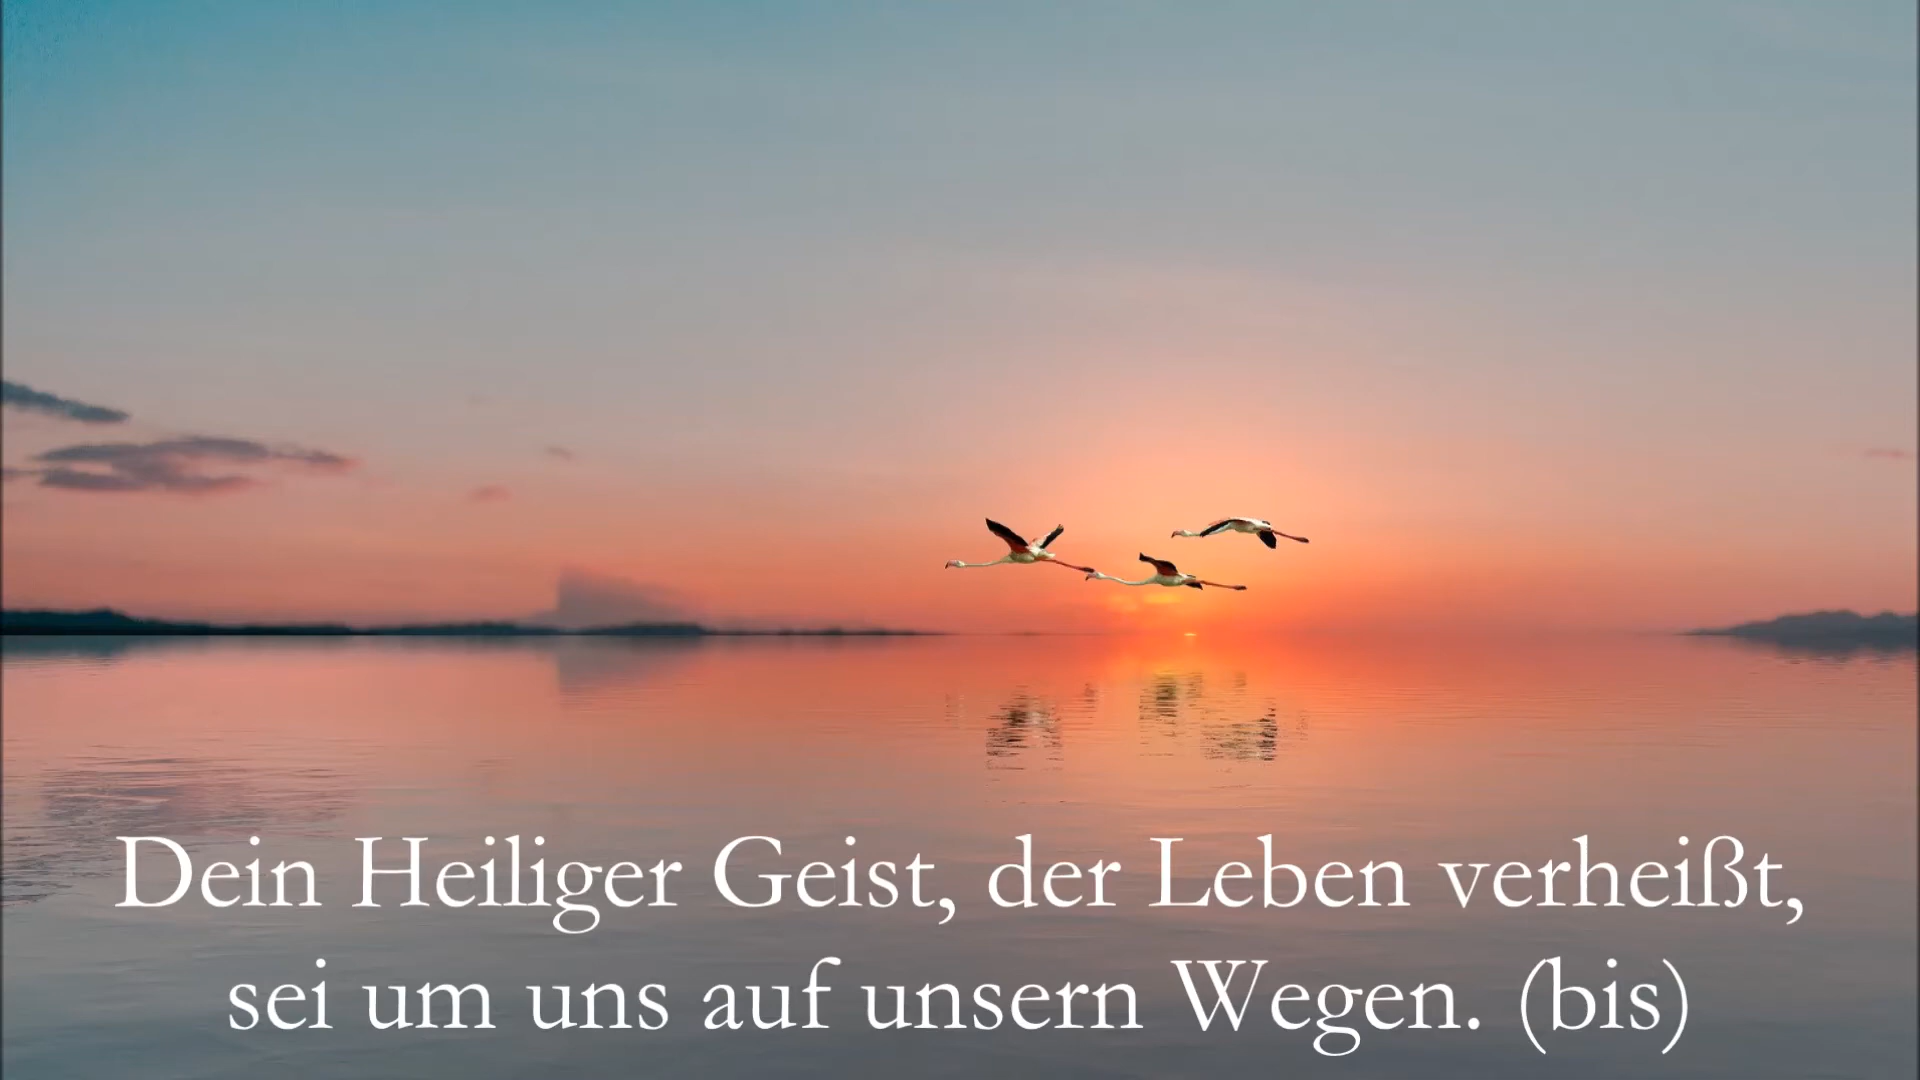 Dein Heiliger Geist, der Leben verheißt,
sei um uns auf unsern Wegen. (bis)